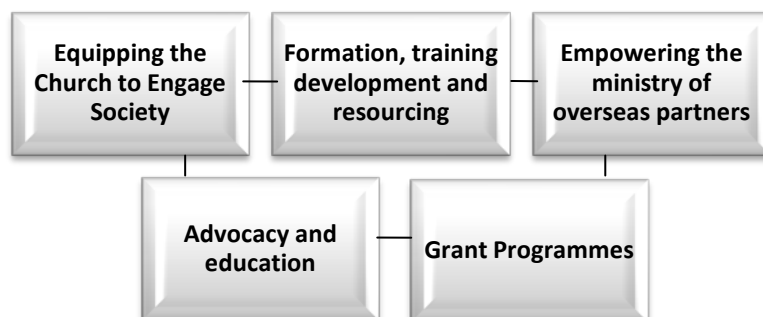 Equipping the
Church to Engage
Society
Formation, training
development and
resourcing
Empowering the
ministry of
overseas partners
Advocacy and
education
Grant Programmes